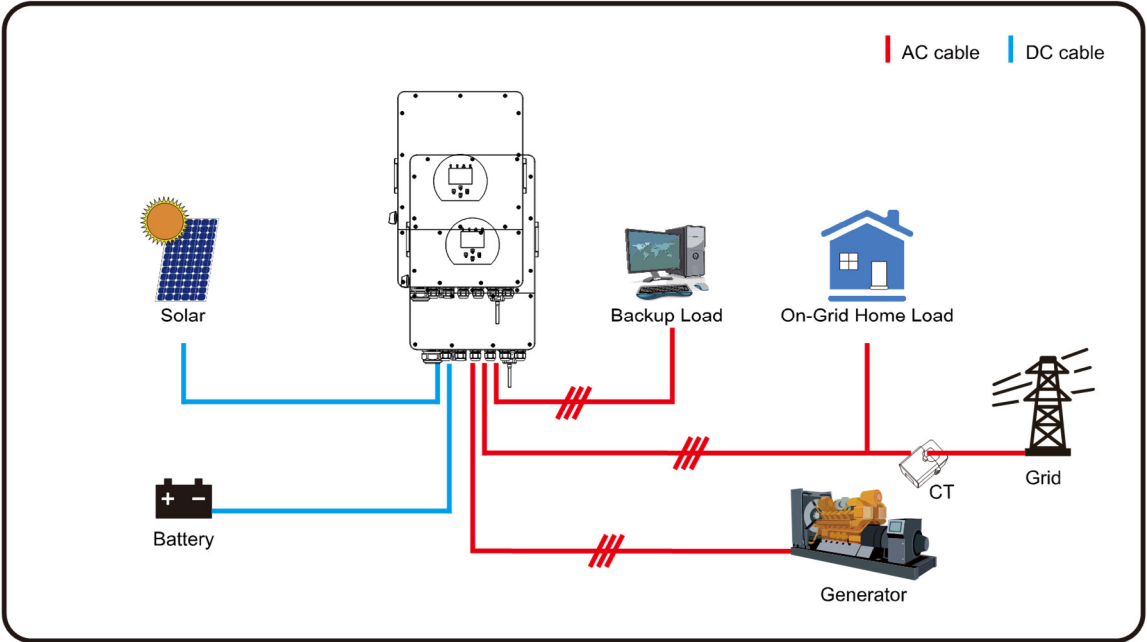 AC cable
DC cable
Solar
Backup Load
On-Grid Home Load
Grid
CT
Battery
Generator